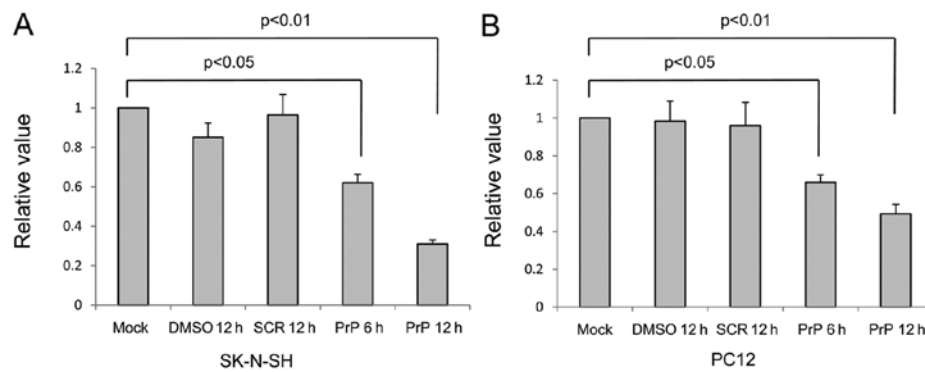 A
p<0.01
p<0.05
1.2
1
0.8
0.6
0.4
0.2
0
Relative value
Mock DMSO 12 h SCR 12 h PrP 6 h PrP 12 h
SK-N-SH
B
p<0.01
p<0.05
1.2
1
0.8
0.6
0.4
0.2
0
Relative value
Mock DMSO 12 h SCR 12 h PrP 6 h PrP 12 h
PC12